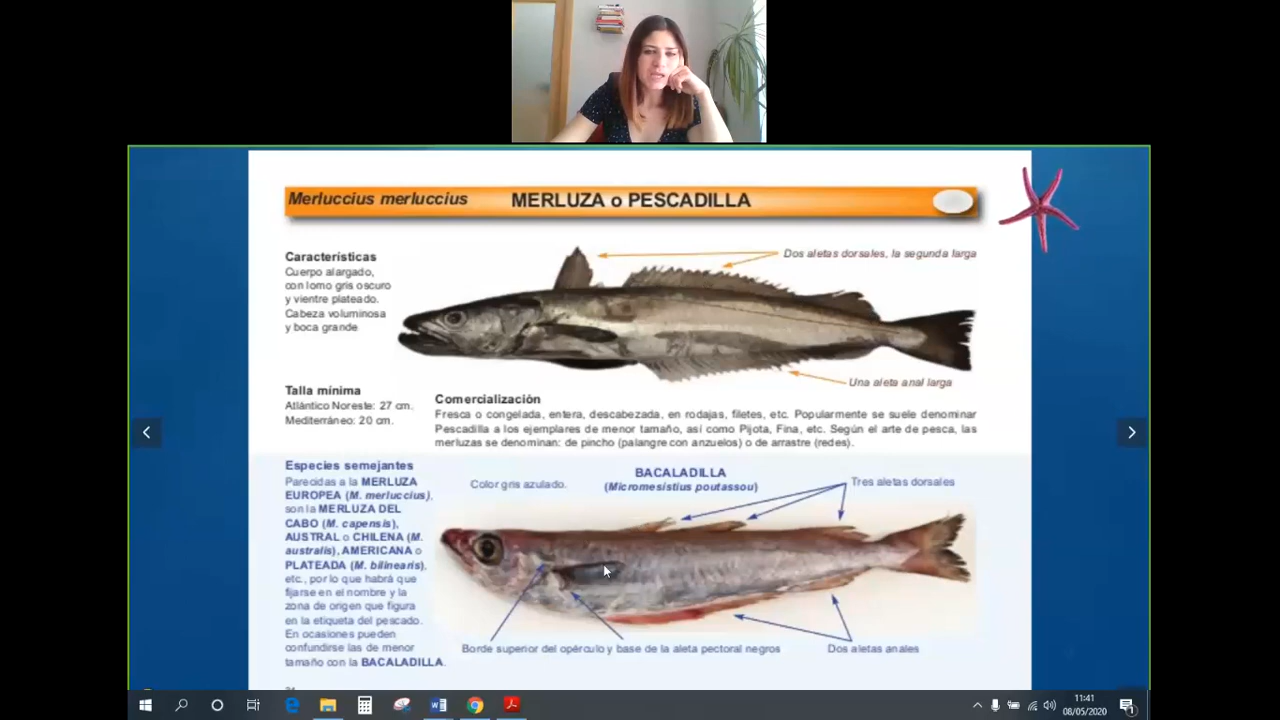 Merluccius merluccius MERLUZA o PESCADILLA
Características
Cuerpo alargado,
con lomo gris oscuro
y vientre plateado.
Cabeza voluminosa
y boca grande
Dos aletas dorsales, la segunda larga
Una aleta anal larga
Talla mínima
Atlántico Noreste: 27 cm.
Mediterráneo: 20 cm.
Comercialización
Fresca o congelada, entera, descabezada, en rodajas, filetes, etc. Popularmente se suele denominar
Pescadilla a los ejemplares de menor tamaño, así como Pijota, Fina, etc. Según el arte de pesca, las
merluzas se denominan: de pincho (palangre con anzuelos) o de arrastre (redes).
Especies semejantes
Parecidas a la MERLUZA
EUROPEA (M. merluccius),
son la MERLUZA DEL
CABO (M. capensis),
AUSTRAL o CHILENA (M.
australis), AMERICANA o
PLATEADA (M. bilinearis),
etc., por lo que habrá que
fijarse en el nombre y la
zona de origen que figura
en la etiqueta del pescado.
En ocasiones pueden
confundirse las de menor
tamaño con la BACALADILLA.
Color gris azulado.
BACALADILLA
(Micromesistius poutassou)
Tres aletas dorsales
Borde superior del opérculo y base de la aleta pectoral negros
Dos aletas anales
11:41
08/05/2020
1